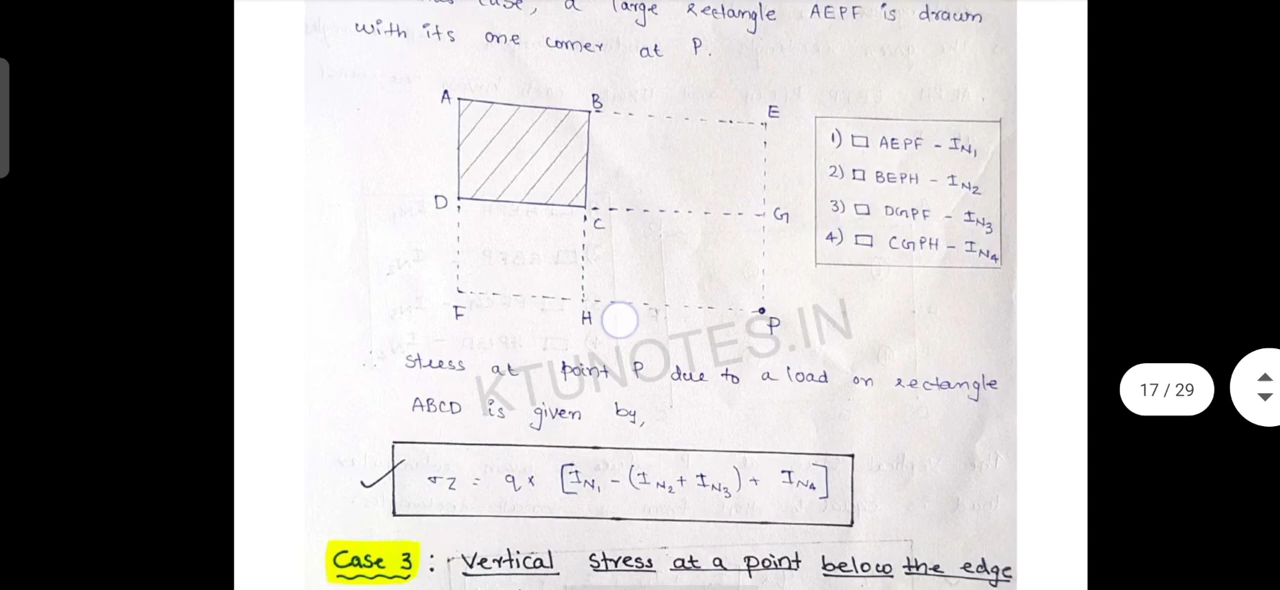 case, a large Rectangle AEPF is drawn
with its one corner at P.
A
B
E
D
C
G
F
H
P
1) □ AEPF - IN1
2) □ BEPH - IN2
3) □ DGPF - IN3
4) □ CGPH - IN4
KTUNOTES.IN
∴ stress at point P due to a load on rectangle
ABCD is given by,
✓ σz = q × [IN1 - (IN2 + IN3) + IN4]
17 / 29
Case 3 : Vertical stress at a point below the edge